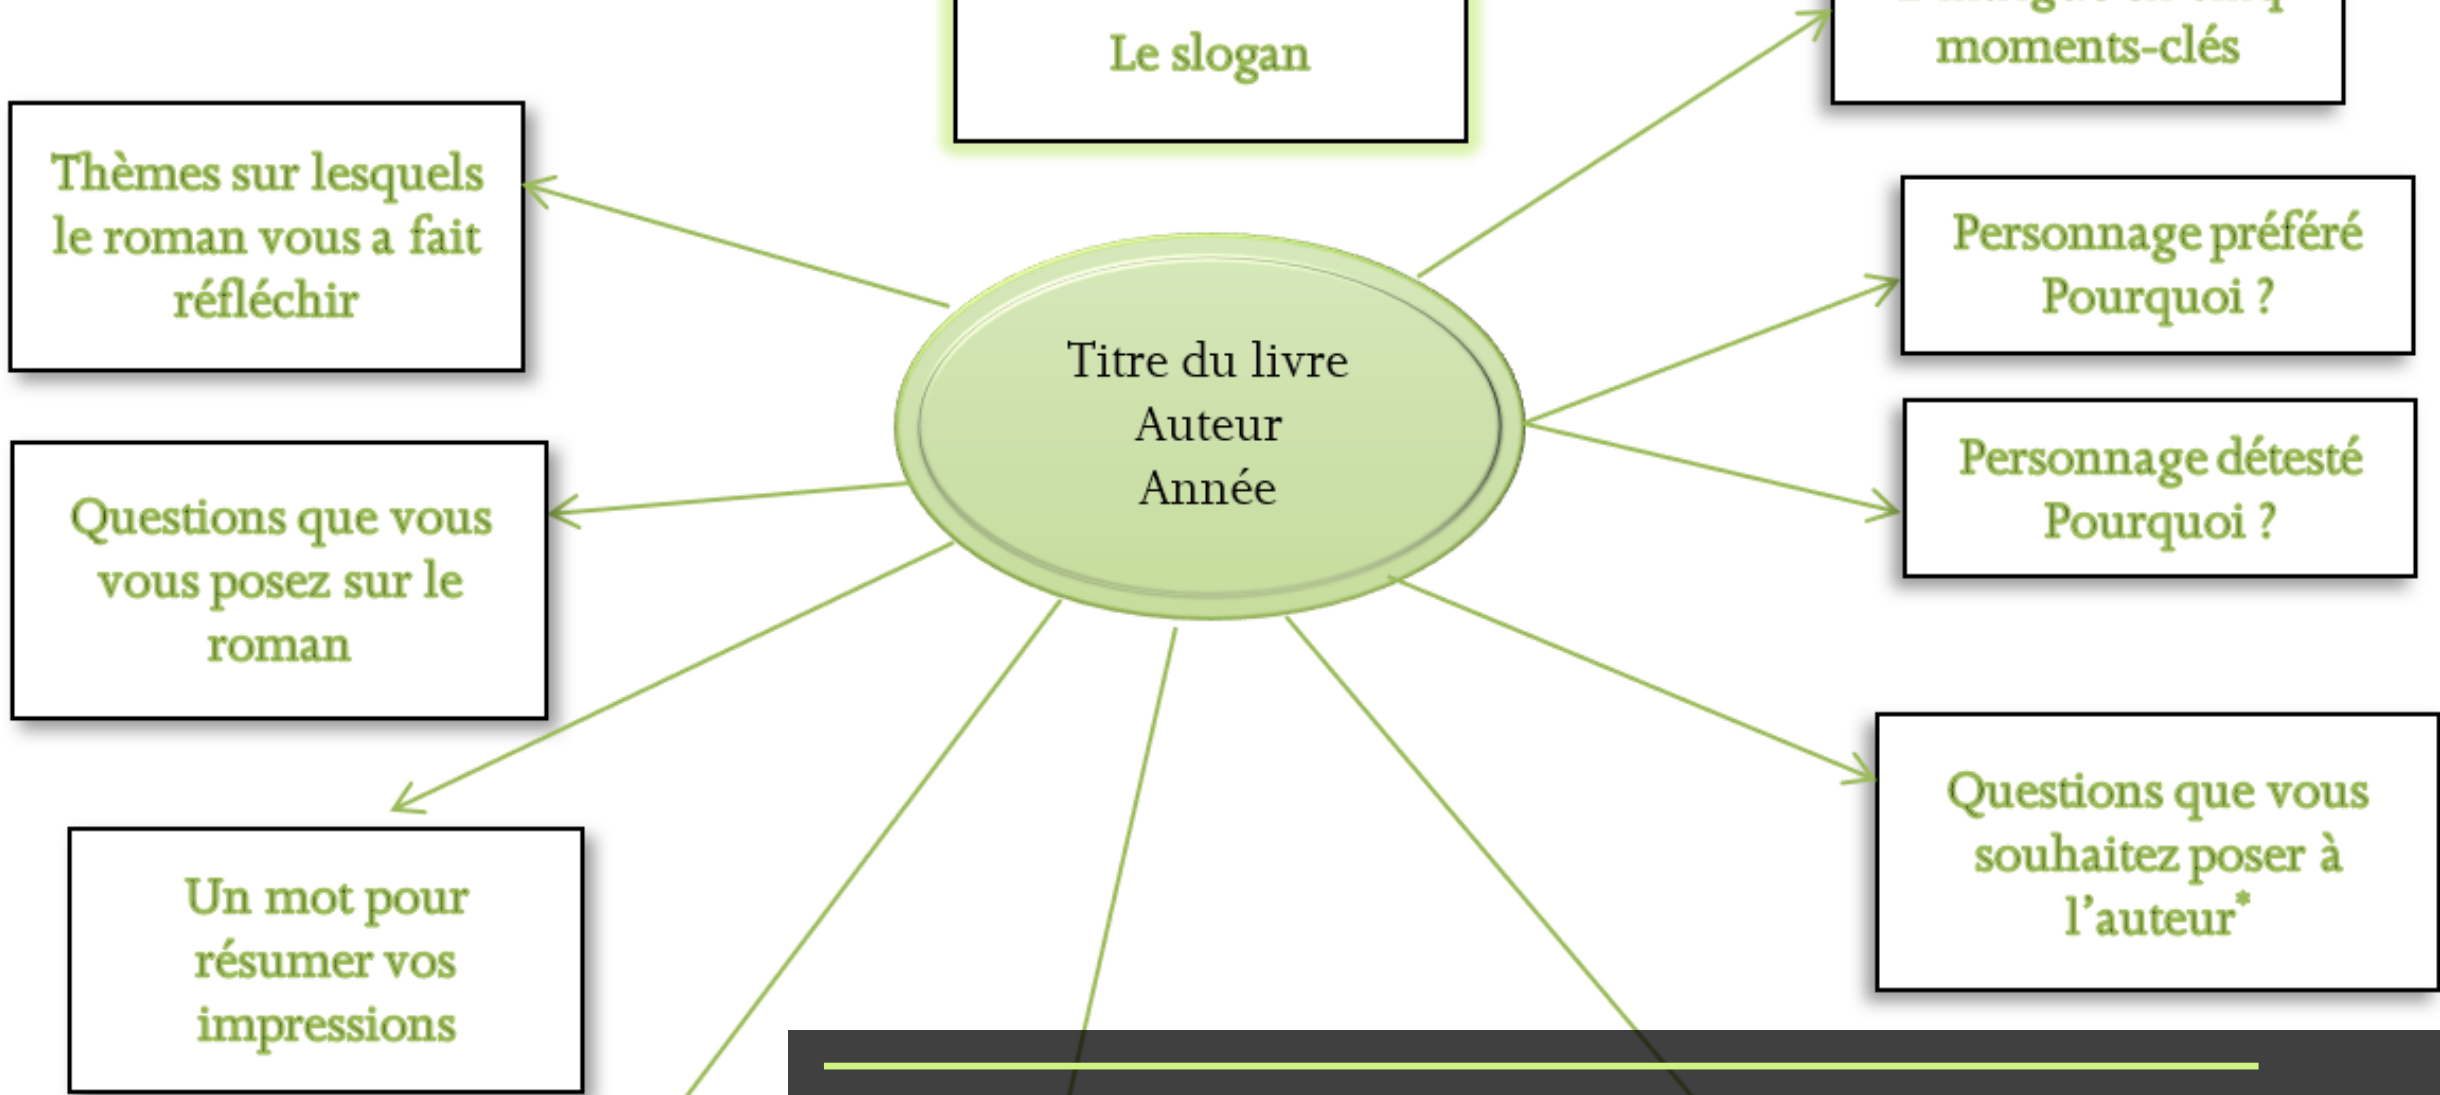 Le slogan
moments-clés
Thèmes sur lesquels
le roman vous a fait
réfléchir
Personnage préféré
Pourquoi ?
Titre du livre
Auteur
Année
Personnage détesté
Pourquoi ?
Questions que vous
vous posez sur le
roman
Questions que vous
souhaitez poser à
l’auteur*
Un mot pour
résumer vos
impressions